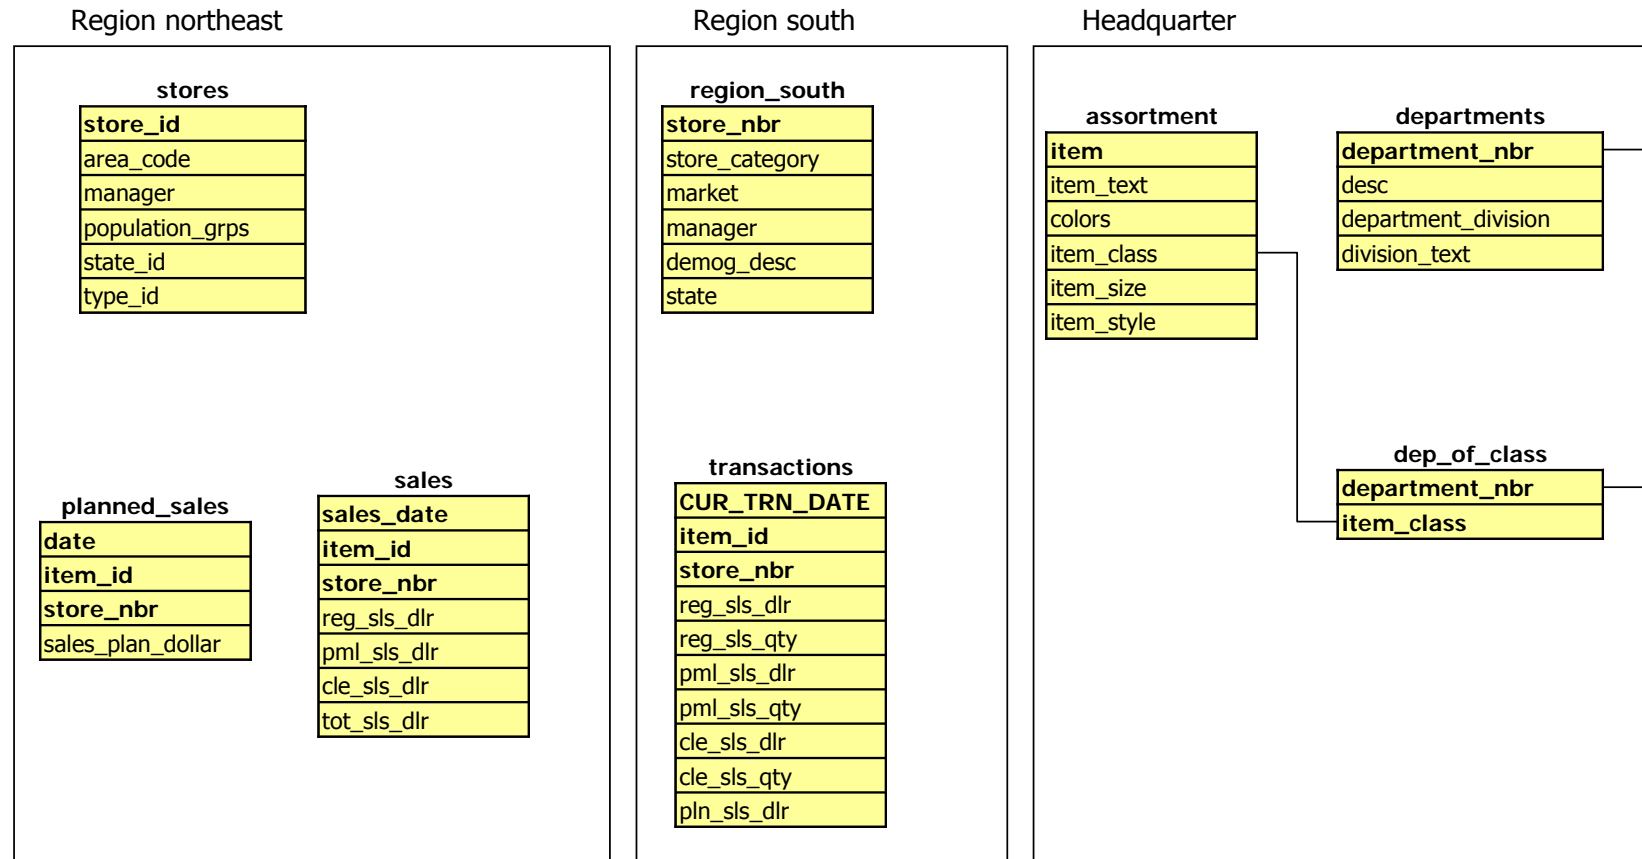 Region northeast
stores
store_id
area_code
manager
population_grps
state_id
type_id
planned_sales
date
item_id
store_nbr
sales_plan_dollar
sales
sales_date
item_id
store_nbr
reg_sls_dlr
pml_sls_dlr
cle_sls_dlr
tot_sls_dlr
Region south
region_south
store_nbr
store_category
market
manager
demog_desc
state
transactions
CUR_TRN_DATE
item_id
store_nbr
reg_sls_dlr
reg_sls_qty
pml_sls_dlr
pml_sls_qty
cle_sls_dlr
cle_sls_qty
pln_sls_dlr
Headquarter
assortment
item
item_text
colors
item_class
item_size
item_style
departments
department_nbr
desc
department_division
division_text
dep_of_class
department_nbr
item_class